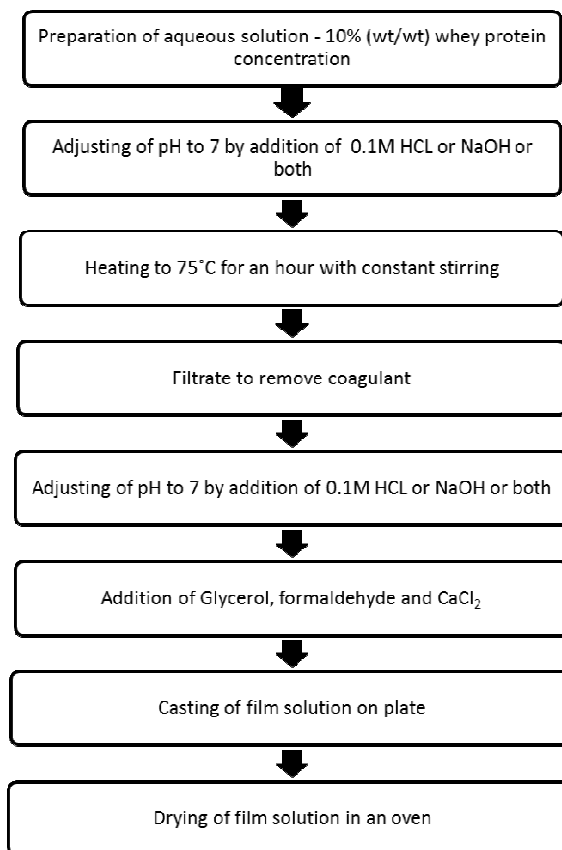 Preparation of aqueous solution - 10% (wt/wt) whey protein
concentration
Adjusting of pH to 7 by addition of 0.1M HCL or NaOH or
both
Heating to 75˚C for an hour with constant stirring
Filtrate to remove coagulant
Adjusting of pH to 7 by addition of 0.1M HCL or NaOH or both
Addition of Glycerol, formaldehyde and CaCl₂
Casting of film solution on plate
Drying of film solution in an oven